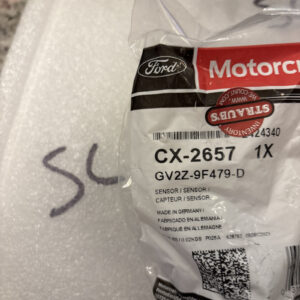 Ford
Motorcr
STRAUB'S
INVENTORY
124340
CX-2657 1X
GV2Z-9F479-D
SENSOR / SENSOR /
CAPTEUR / SENSOR
MADE IN GERMANY /
FABRICADO EN ALEMANIA
FABRIQUE EN ALLEMAGNE
SL